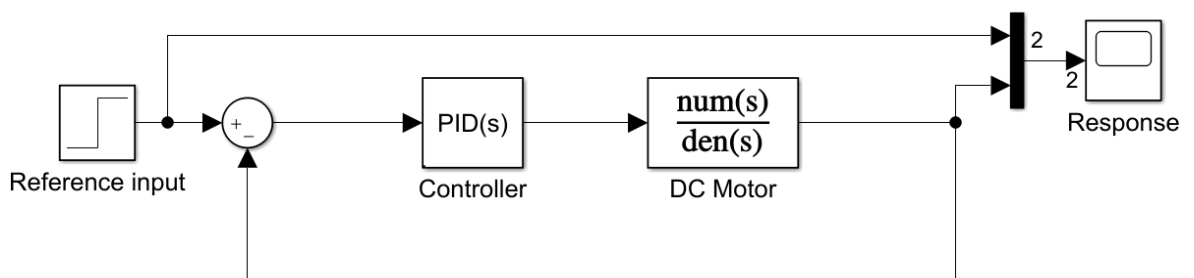 2
2
Response
+
−
PID(s)
num(s)
den(s)
Reference input
Controller
DC Motor